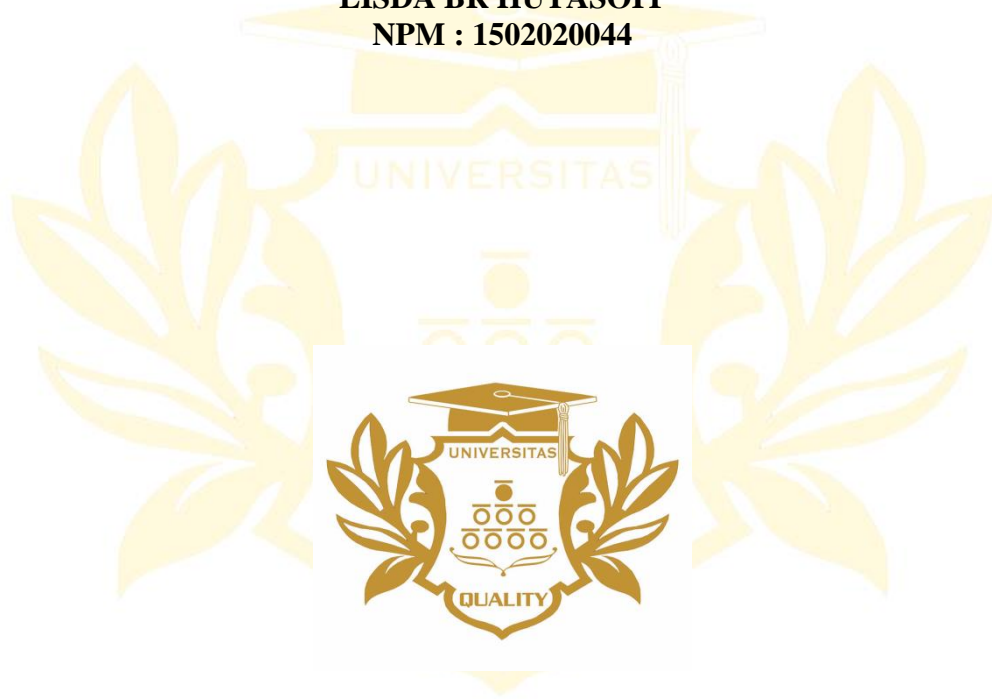 LISDA BR HUTASOIT
NPM : 1502020044
UNIVERSITAS
UNIVERSITAS
QUALITY